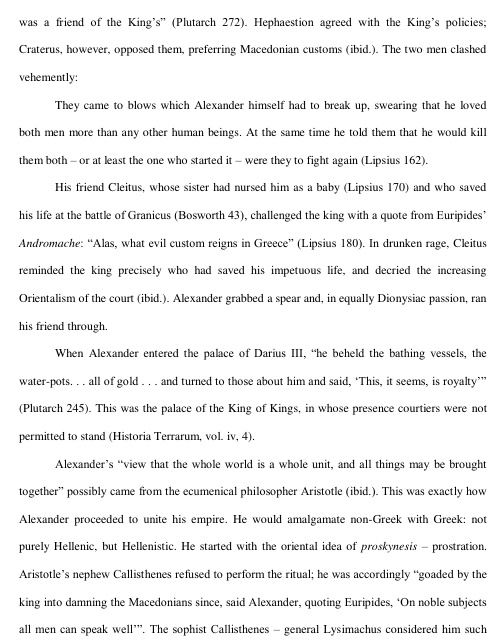 was a friend of the King's” (Plutarch 272). Hephaestion agreed with the King's policies;
Craterus, however, opposed them, preferring Macedonian customs (ibid.). The two men clashed
vehemently:
They came to blows which Alexander himself had to break up, swearing that he loved
both men more than any other human beings. At the same time he told them that he would kill
them both – or at least the one who started it – were they to fight again (Lipsius 162).
His friend Cleitus, whose sister had nursed him as a baby (Lipsius 170) and who saved
his life at the battle of Granicus (Bosworth 43), challenged the king with a quote from Euripides'
Andromache: “Alas, what evil custom reigns in Greece” (Lipsius 180). In drunken rage, Cleitus
reminded the king precisely who had saved his impetuous life, and decried the increasing
Orientalism of the court (ibid.). Alexander grabbed a spear and, in equally Dionysiac passion, ran
his friend through.
When Alexander entered the palace of Darius III, “he beheld the bathing vessels, the
water-pots. . . all of gold . . . and turned to those about him and said, ‘This, it seems, is royalty’”
(Plutarch 245). This was the palace of the King of Kings, in whose presence courtiers were not
permitted to stand (Historia Terrarum, vol. iv, 4).
Alexander's “view that the whole world is a whole unit, and all things may be brought
together” possibly came from the ecumenical philosopher Aristotle (ibid.). This was exactly how
Alexander proceeded to unite his empire. He would amalgamate non-Greek with Greek: not
purely Hellenic, but Hellenistic. He started with the oriental idea of proskynesis – prostration.
Aristotle's nephew Callisthenes refused to perform the ritual; he was accordingly “goaded by the
king into damning the Macedonians since, said Alexander, quoting Euripides, ‘On noble subjects
all men can speak well’”. The sophist Callisthenes – general Lysimachus considered him such